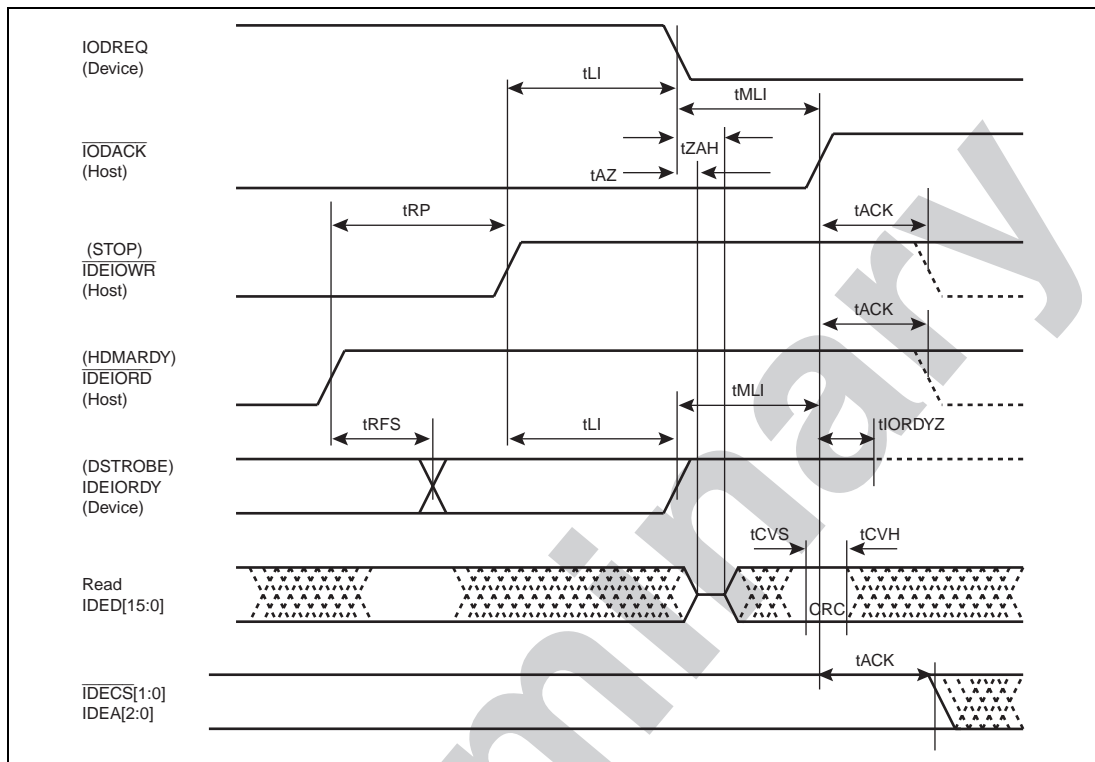 IODREQ
(Device)
tLI
tMLI
IODACK
(Host)
tZAH
tAZ
tRP
tACK
(STOP)
IDEIOWR
(Host)
tACK
(HDMARDY)
IDEIORD
(Host)
tMLI
tRFS
tLI
tIORDYZ
(DSTROBE)
IDEIORDY
(Device)
tCVS
tCVH
Read
IDED[15:0]
CRC
tACK
IDECS[1:0]
IDEA[2:0]
minary